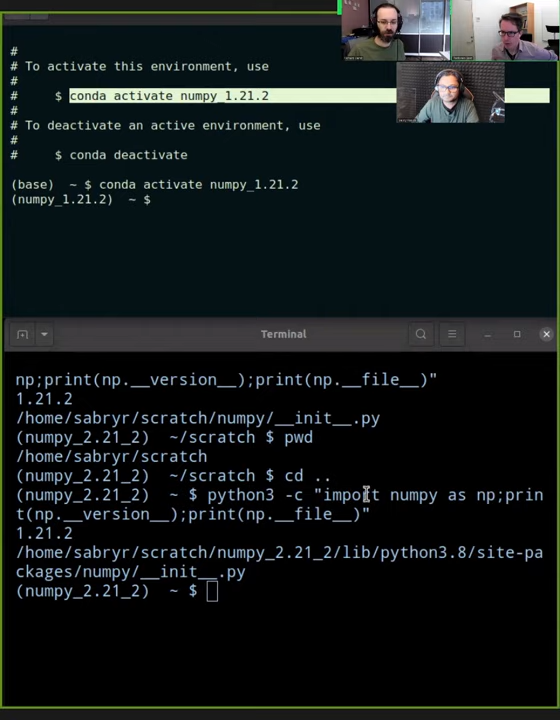 #
# To activate this environment, use
#
#     $ conda activate numpy_1.21.2
#
# To deactivate an active environment, use
#
#     $ conda deactivate
(base)  ~ $ conda activate numpy_1.21.2
(numpy_1.21.2)  ~ $
Terminal
np;print(np.__version__);print(np.__file__)"
1.21.2
/home/sabryr/scratch/numpy/__init__.py
(numpy_2.21_2)  ~/scratch $ pwd
/home/sabryr/scratch
(numpy_2.21_2)  ~/scratch $ cd ..
(numpy_2.21_2)  ~ $ python3 -c "import numpy as np;prin
t(np.__version__);print(np.__file__)"
1.21.2
/home/sabryr/scratch/numpy_2.21_2/lib/python3.8/site-pa
ckages/numpy/__init__.py
(numpy_2.21_2)  ~ $